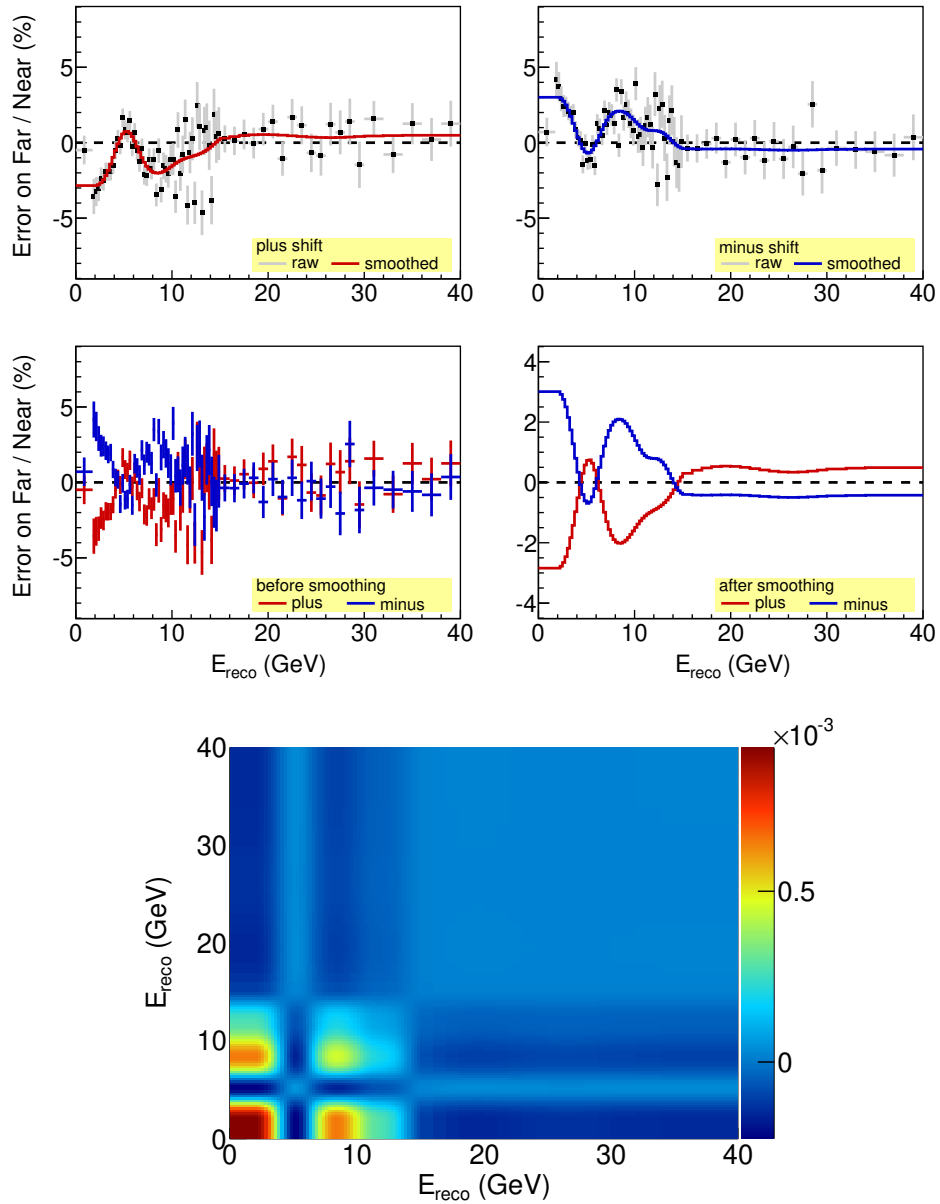 Error on Far / Near (%)
5
0
-5
plus shift
raw smoothed
0 10 20 30 40
5
0
-5
minus shift
raw smoothed
0 10 20 30 40
Error on Far / Near (%)
5
0
-5
before smoothing
plus minus
0 10 20 30 40
E_reco (GeV)
4
2
0
-2
-4
after smoothing
plus minus
0 10 20 30 40
E_reco (GeV)
×10^-3
40
30
20
10
0
E_reco (GeV)
0 10 20 30 40
E_reco (GeV)
0.5
0